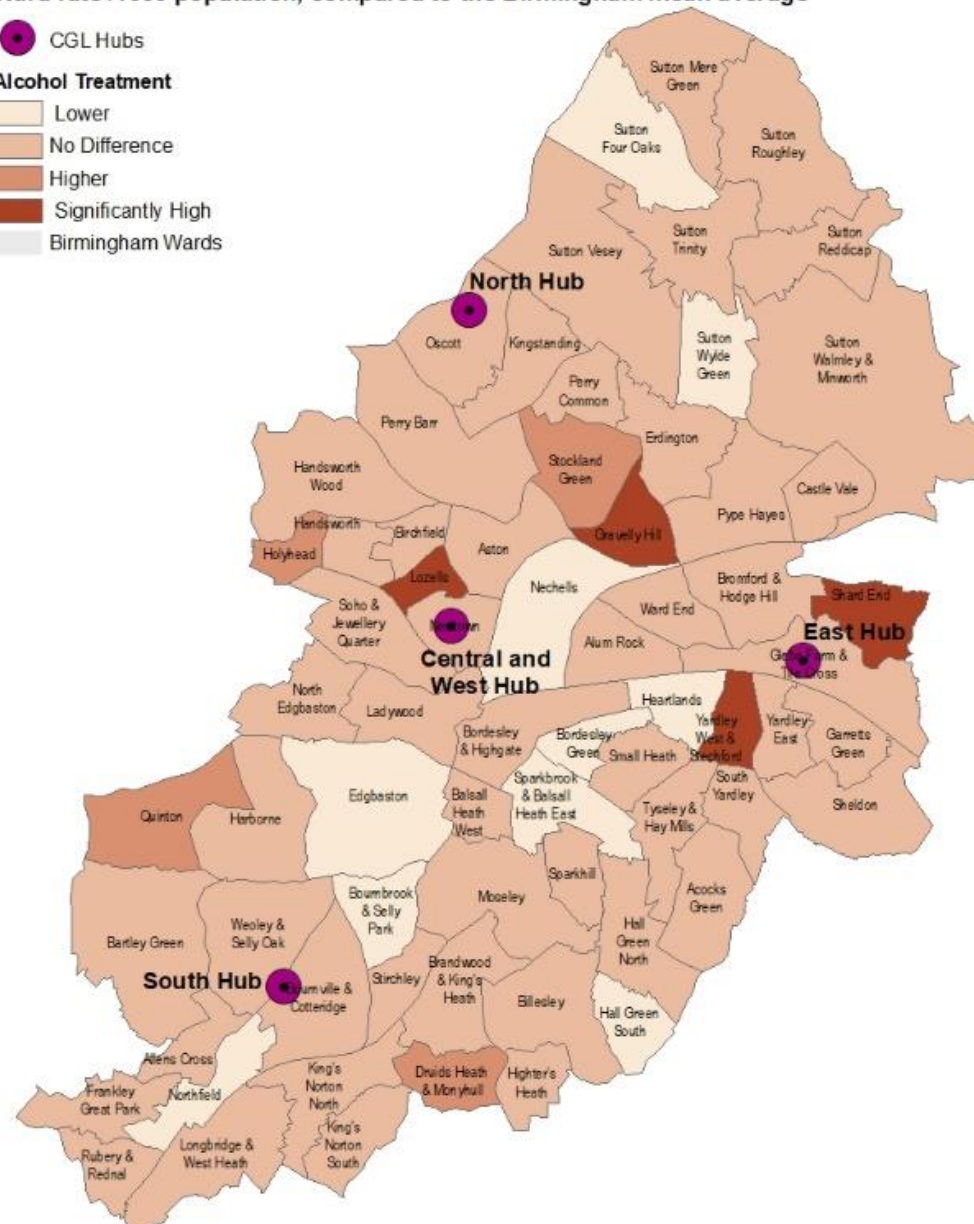 population, compared to the Birmingham mean average
CGL Hubs
Alcohol Treatment
Lower
No Difference
Higher
Significantly High
Birmingham Wards
Sutton Mere
Green
Sutton
Four Oaks
Sutton
Roughley
Sutton
Trinity
Sutton
Reddicap
Sutton Vesey
North Hub
Oscott
Kingstanding
Sutton
Wylde
Green
Sutton
Walmley &
Minworth
Perry
Common
Perry Barr
Erdington
Stockland
Green
Handsworth
Wood
Castle Vale
Pype Hayes
Handsworth
Birchfield
Gravelly Hill
Holyhead
Aston
Lozells
Nechells
Bromford &
Hodge Hill
Shard End
Ward End
Soho &
Jewellery
Quarter
Alum Rock
East Hub
Farm &
Cross
Central and
West Hub
North
Edgbaston
Ladywood
Heartlands
Bordesley
& Highgate
Bordesley
Green
Small Heath
Yardley
West &
Stechford
Yardley
East
Garretts
Green
South
Yardley
Sheldon
Edgbaston
Balsall
Heath
West
Sparkbrook
& Balsall
Heath East
Tyseley &
Hay Mills
Quinton
Harborne
Sparkhill
Acocks
Green
Bournbrook
& Selly
Park
Moseley
Weoley &
Selly Oak
Bartley Green
Hall
Green
North
South Hub
&
Cotteridge
Stirchley
Brandwood
& King's
Heath
Billesley
Hall Green
South
Allens Cross
Druids Heath
& Monyhull
Highter's
Heath
King's
Norton
North
Frankley
Great Park
Northfield
King's
Norton
South
Longbridge &
West Heath
Rubery &
Rednal